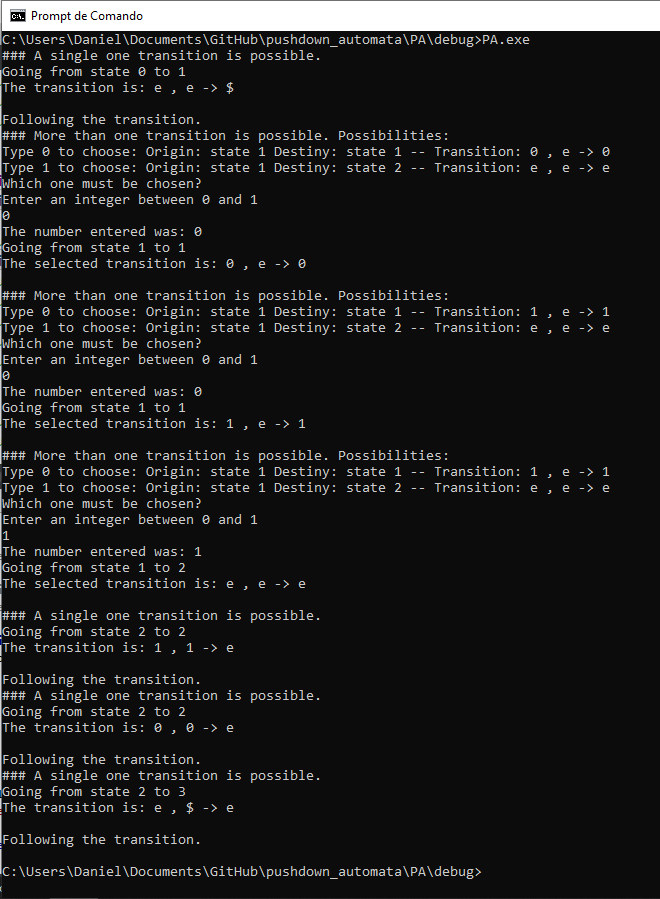 Prompt de Comando
C:\Users\Daniel\Documents\GitHub\pushdown_automata\PA\debug>PA.exe
### A single one transition is possible.
Going from state 0 to 1
The transition is: e , e -> $
Following the transition.
### More than one transition is possible. Possibilities:
Type 0 to choose: Origin: state 1 Destiny: state 1 -- Transition: 0 , e -> 0
Type 1 to choose: Origin: state 1 Destiny: state 2 -- Transition: e , e -> e
Which one must be chosen?
Enter an integer between 0 and 1
0
The number entered was: 0
Going from state 1 to 1
The selected transition is: 0 , e -> 0
### More than one transition is possible. Possibilities:
Type 0 to choose: Origin: state 1 Destiny: state 1 -- Transition: 1 , e -> 1
Type 1 to choose: Origin: state 1 Destiny: state 2 -- Transition: e , e -> e
Which one must be chosen?
Enter an integer between 0 and 1
0
The number entered was: 0
Going from state 1 to 1
The selected transition is: 1 , e -> 1
### More than one transition is possible. Possibilities:
Type 0 to choose: Origin: state 1 Destiny: state 1 -- Transition: 1 , e -> 1
Type 1 to choose: Origin: state 1 Destiny: state 2 -- Transition: e , e -> e
Which one must be chosen?
Enter an integer between 0 and 1
1
The number entered was: 1
Going from state 1 to 2
The selected transition is: e , e -> e
### A single one transition is possible.
Going from state 2 to 2
The transition is: 1 , 1 -> e
Following the transition.
### A single one transition is possible.
Going from state 2 to 2
The transition is: 0 , 0 -> e
Following the transition.
### A single one transition is possible.
Going from state 2 to 3
The transition is: e , $ -> e
Following the transition.
C:\Users\Daniel\Documents\GitHub\pushdown_automata\PA\debug>